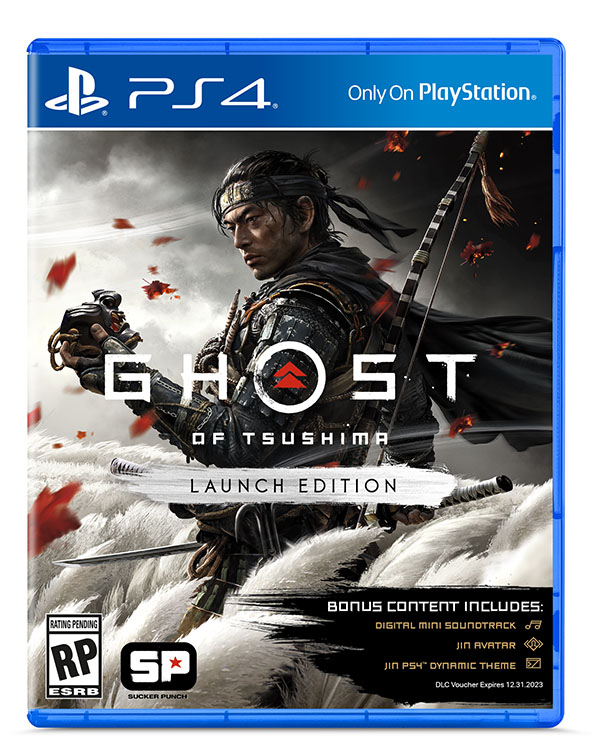 PS4
Only On PlayStation®
GHOST
OF TSUSHIMA
LAUNCH EDITION
BONUS CONTENT INCLUDES:
DIGITAL MINI SOUNDTRACK
JIN AVATAR
JIN PS4™ DYNAMIC THEME
DLC Voucher Expires 12.31.2023
RATING PENDING
RP
ESRB
SP
SUCKER PUNCH